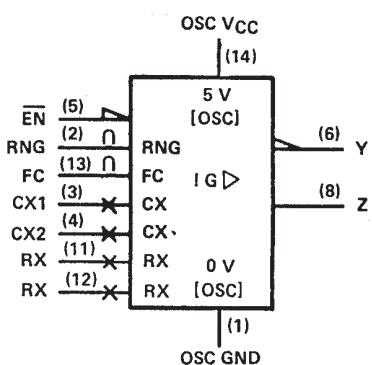 OSC VCC
(14)
5 V
[OSC]
EN (5)
RNG (2) RNG
FC (13) FC
CX1 (3) CX
CX2 (4) CX
RX (11) RX
RX (12) RX
1 G
(6) Y
(8) Z
0 V
[OSC]
(1)
OSC GND